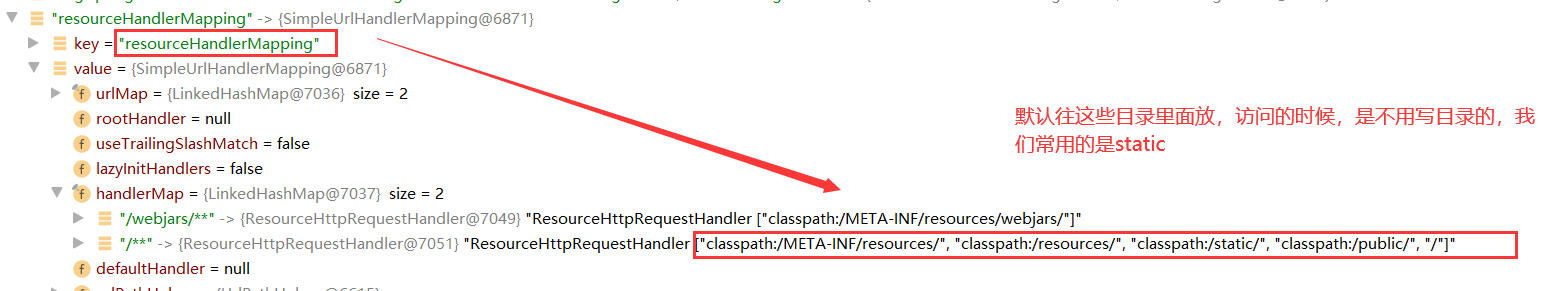 "resourceHandlerMapping" -> {SimpleUrlHandlerMapping@6871}
key = "resourceHandlerMapping"
value = {SimpleUrlHandlerMapping@6871}
urlMap = {LinkedHashMap@7036} size = 2
rootHandler = null
useTrailingSlashMatch = false
默认往这些目录里面放，访问的时候，是不用写目录的，我
们常用的是static
lazyInitHandlers = false
handlerMap = {LinkedHashMap@7037} size = 2
"/webjars/**" -> {ResourceHttpRequestHandler@7049} "ResourceHttpRequestHandler ["classpath:/META-INF/resources/webjars/"]"
"/**" -> {ResourceHttpRequestHandler@7051} "ResourceHttpRequestHandler ["classpath:/META-INF/resources/", "classpath:/resources/", "classpath:/static/", "classpath:/public/", "/"]"
defaultHandler = null